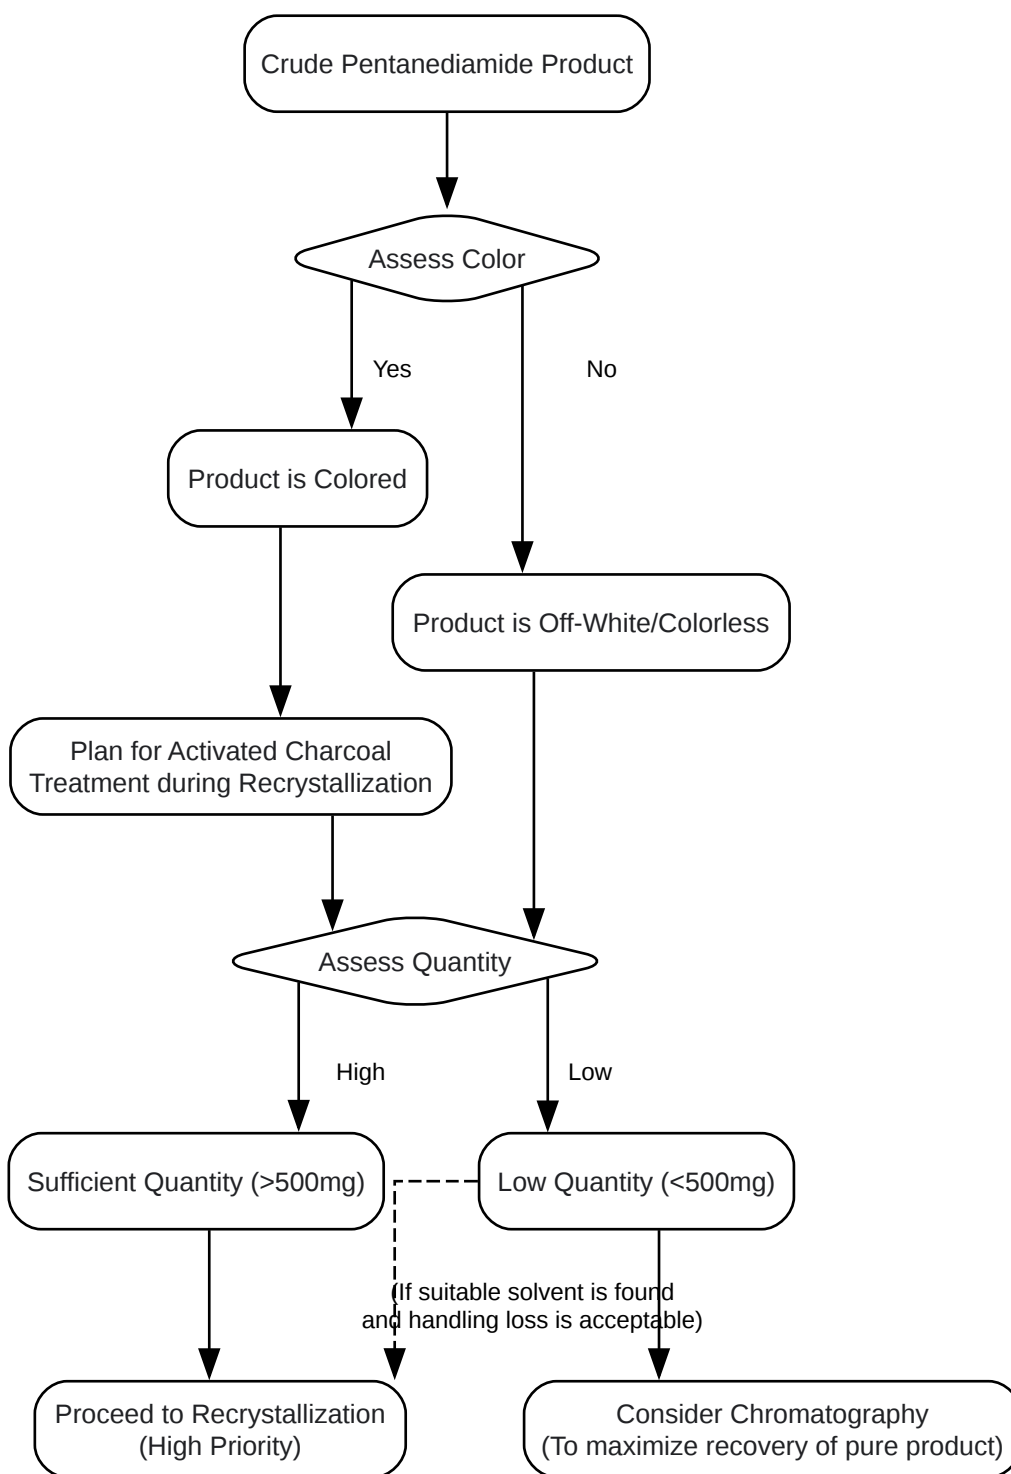 Crude Pentanediamide Product
Assess Color
Yes
No
Product is Colored
Product is Off-White/Colorless
Plan for Activated Charcoal
Treatment during Recrystallization
Assess Quantity
High
Low
Sufficient Quantity (>500mg)
Low Quantity (<500mg)
(If suitable solvent is found
and handling loss is acceptable)
Proceed to Recrystallization
(High Priority)
Consider Chromatography
(To maximize recovery of pure product)